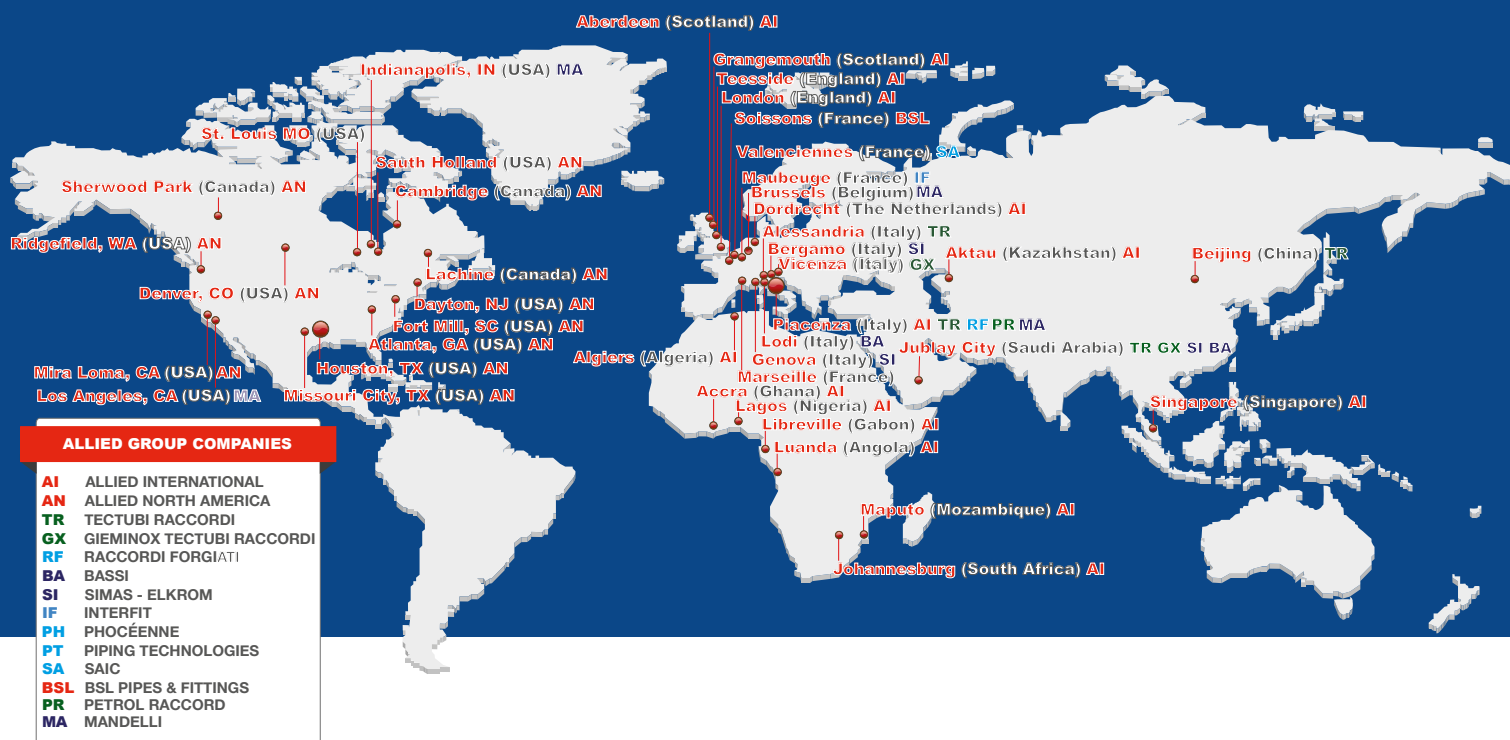 Aberdeen (Scotland) AI
Grangemouth (Scotland) AI
Indianapolis, IN (USA) MA
Teesside (England) AI
London (England) AI
Soissons (France) BSL
St. Louis MO (USA)
Valenciennes (France) SA
Sauth Holland (USA) AN
Maubeuge (France) IF
Sherwood Park (Canada) AN
Cambridge (Canada) AN
Brussels (Belgium) MA
Dordrecht (The Netherlands) AI
Alessandria (Italy) TR
Ridgefield, WA (USA) AN
Bergamo (Italy) SI
Aktau (Kazakhstan) AI
Beijing (China) TR
Vicenza (Italy) GX
Lachine (Canada) AN
Denver, CO (USA) AN
Dayton, NJ (USA) AN
Fort Mill, SC (USA) AN
Piacenza (Italy) AI TR RF PR MA
Atlanta, GA (USA) AN
Lodi (Italy) BA
Jublay City (Saudi Arabia) TR GX SI BA
Algiers (Algeria) AI
Genova (Italy) SI
Mira Loma, CA (USA) AN
Houston, TX (USA) AN
Marseille (France)
Los Angeles, CA (USA) MA
Missouri City, TX (USA) AN
Accra (Ghana) AI
Singapore (Singapore) AI
Lagos (Nigeria) AI
Libreville (Gabon) AI
Luanda (Angola) AI
Maputo (Mozambique) AI
Johannesburg (South Africa) AI
ALLIED GROUP COMPANIES
AI ALLIED INTERNATIONAL
AN ALLIED NORTH AMERICA
TR TECTUBI RACCORDI
GX GIEMINOX TECTUBI RACCORDI
RF RACCORDI FORGIATI
BA BASSI
SI SIMAS - ELKROM
IF INTERFIT
PH PHOCÉENNE
PT PIPING TECHNOLOGIES
SA SAIC
BSL BSL PIPES & FITTINGS
PR PETROL RACCORD
MA MANDELLI